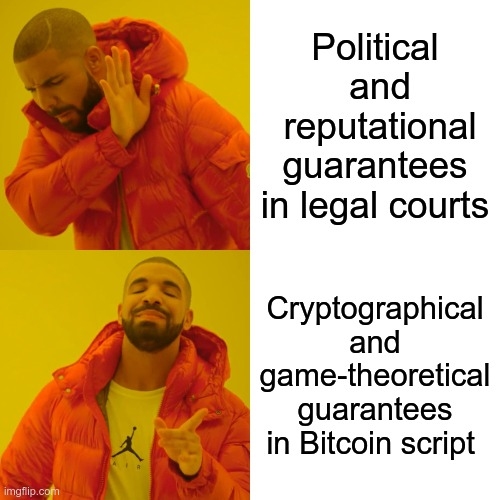 Political
and
reputational
guarantees
in legal courts
Cryptographical
and
game-theoretical
guarantees
in Bitcoin script
imgflip.com